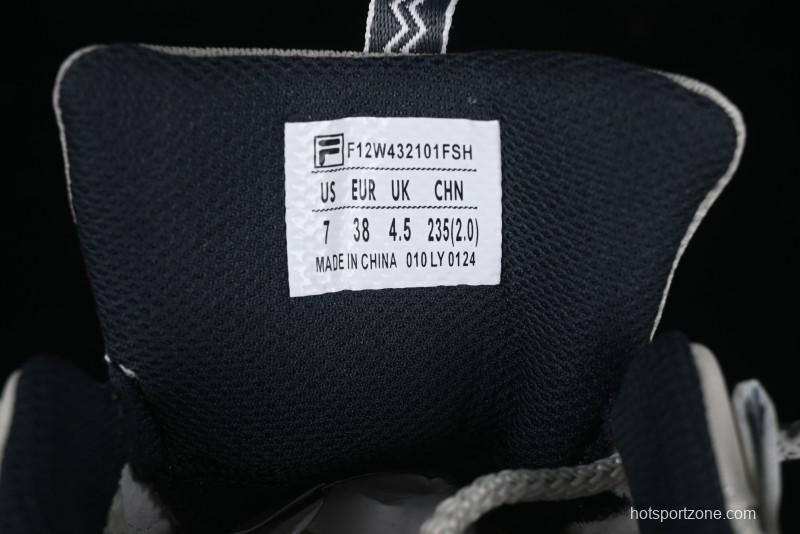 F F12W432101FSH
US EUR UK CHN
7 38 4.5 235(2.0)
MADE IN CHINA 010 LY 0124
hotsportzone.com